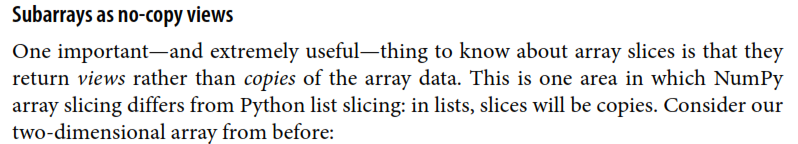 Subarrays as no-copy views
One important—and extremely useful—thing to know about array slices is that they
return views rather than copies of the array data. This is one area in which NumPy
array slicing differs from Python list slicing: in lists, slices will be copies. Consider our
two-dimensional array from before: